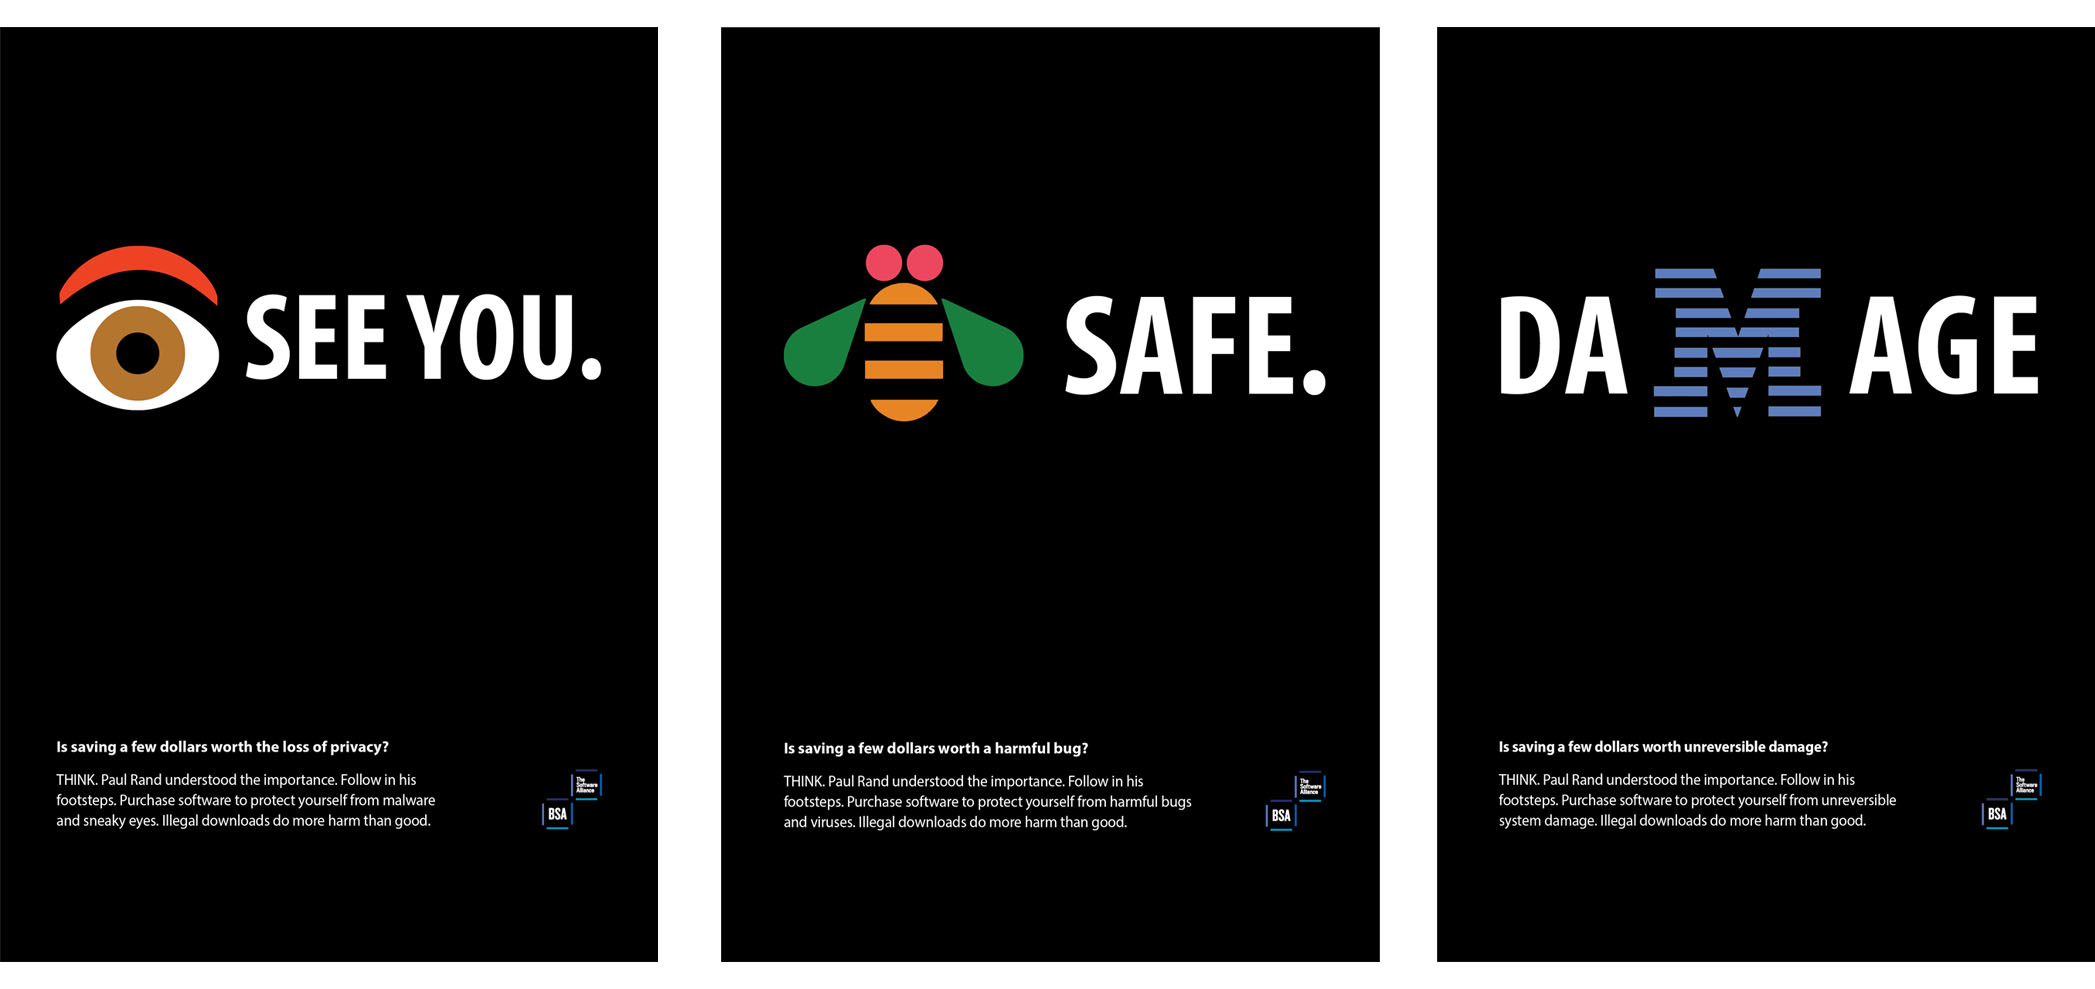 SEE YOU.
Is saving a few dollars worth the loss of privacy?
THINK. Paul Rand understood the importance. Follow in his
footsteps. Purchase software to protect yourself from malware
and sneaky eyes. Illegal downloads do more harm than good.
The
Software
Alliance
BSA
SAFE.
Is saving a few dollars worth a harmful bug?
THINK. Paul Rand understood the importance. Follow in his
footsteps. Purchase software to protect yourself from harmful bugs
and viruses. Illegal downloads do more harm than good.
The
Software
Alliance
BSA
DAMAGE
Is saving a few dollars worth unreversible damage?
THINK. Paul Rand understood the importance. Follow in his
footsteps. Purchase software to protect yourself from unreversible
system damage. Illegal downloads do more harm than good.
The
Software
Alliance
BSA